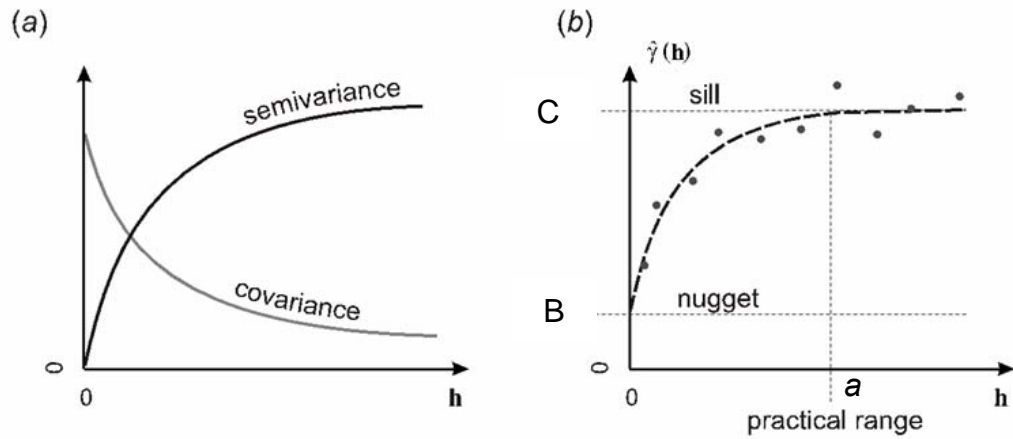 (a)
semivariance
covariance
0
0
h
(b)
γ̂(h)
C
sill
B
nugget
0
0
a
h
practical range